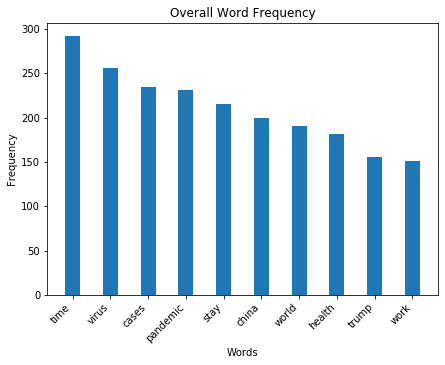 Overall Word Frequency
Frequency
300
250
200
150
100
50
0
time
virus
cases
pandemic
stay
china
world
health
trump
work
Words